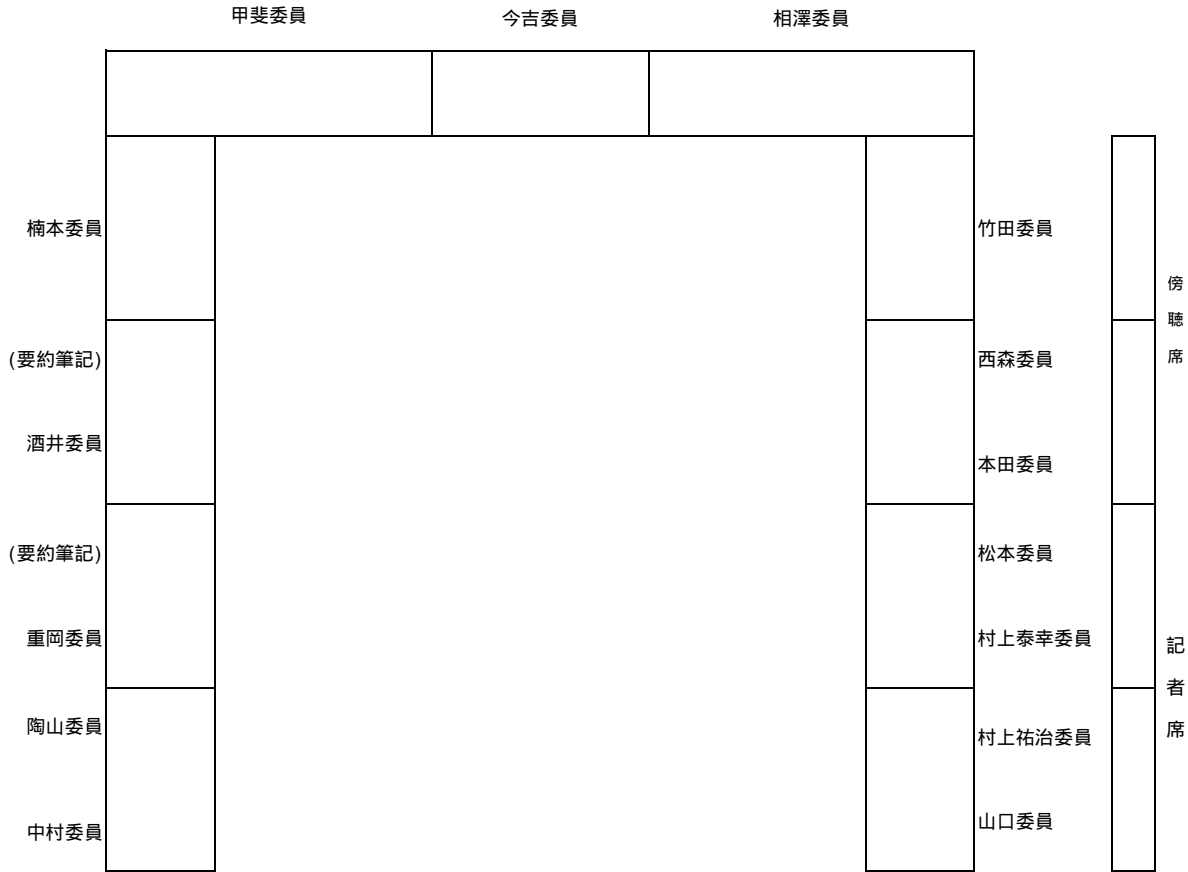 甲斐委員
今吉委員
相澤委員
楠本委員
(要約筆記)
酒井委員
(要約筆記)
重岡委員
陶山委員
中村委員
竹田委員
西森委員
本田委員
松本委員
村上泰幸委員
村上祐治委員
山口委員
傍聴席
記者席